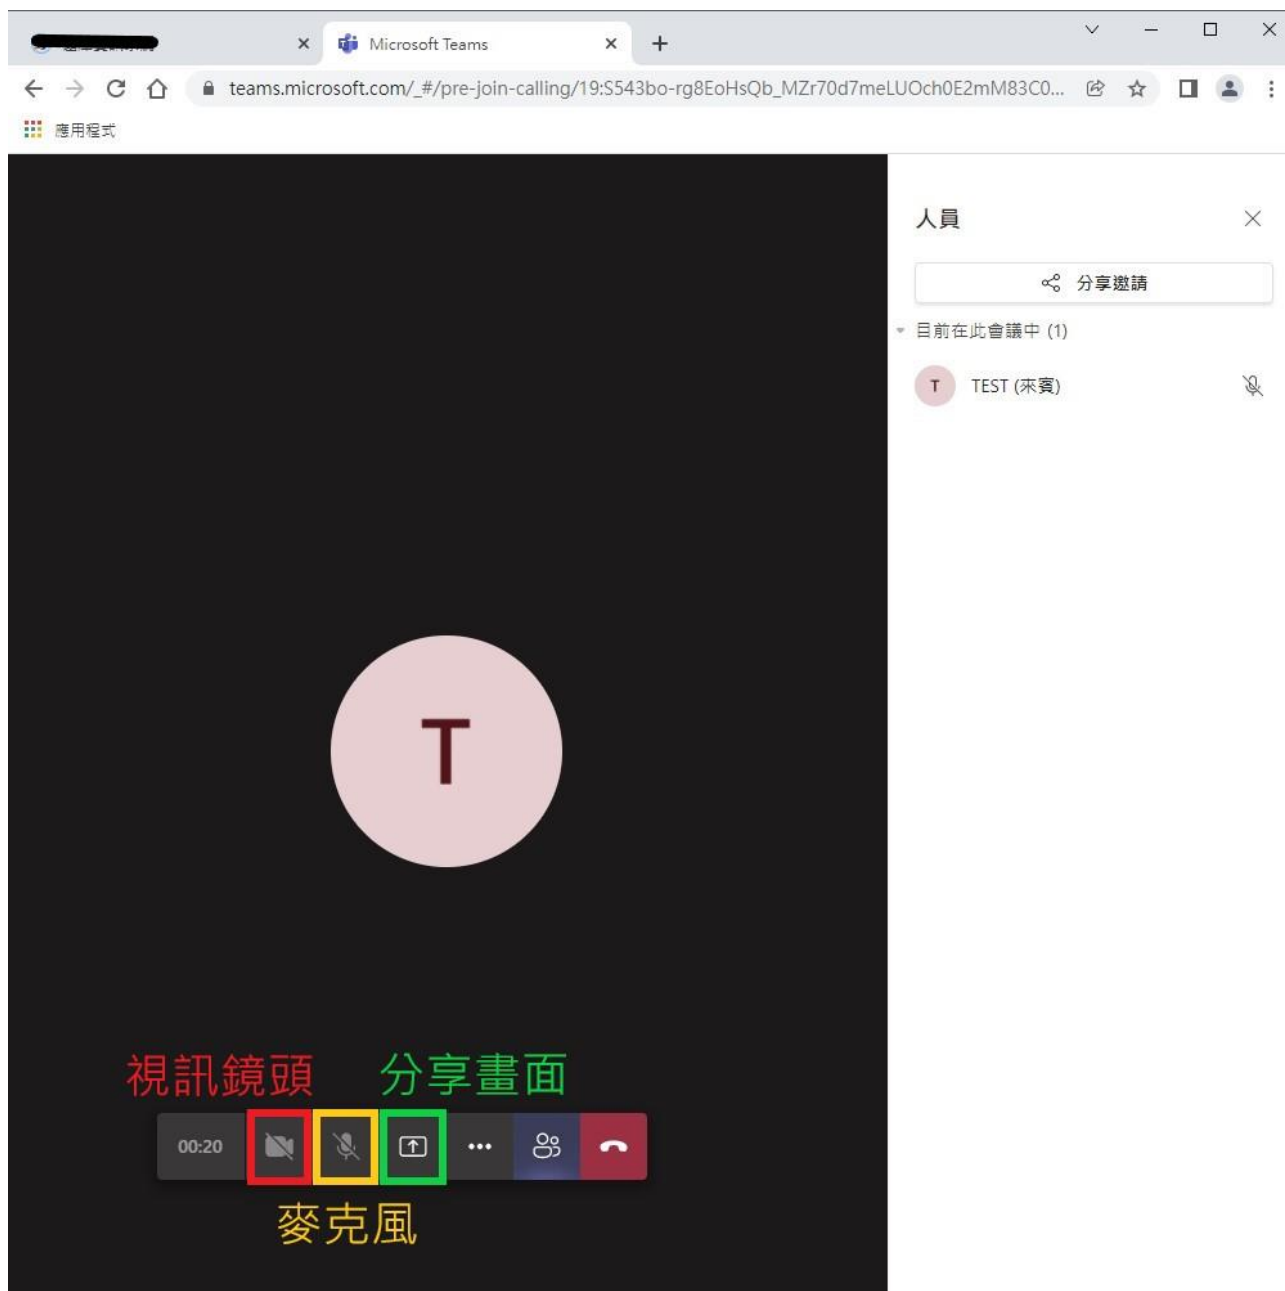 Microsoft Teams
teams.microsoft.com/_#/pre-join-calling/19:S543bo-rg8EoHsQb_MZr70d7meLUOch0E2mM83C0...
應用程式
人員
分享邀請
目前在此會議中 (1)
T TEST (來賓)
T
視訊鏡頭 分享畫面
00:20
麥克風